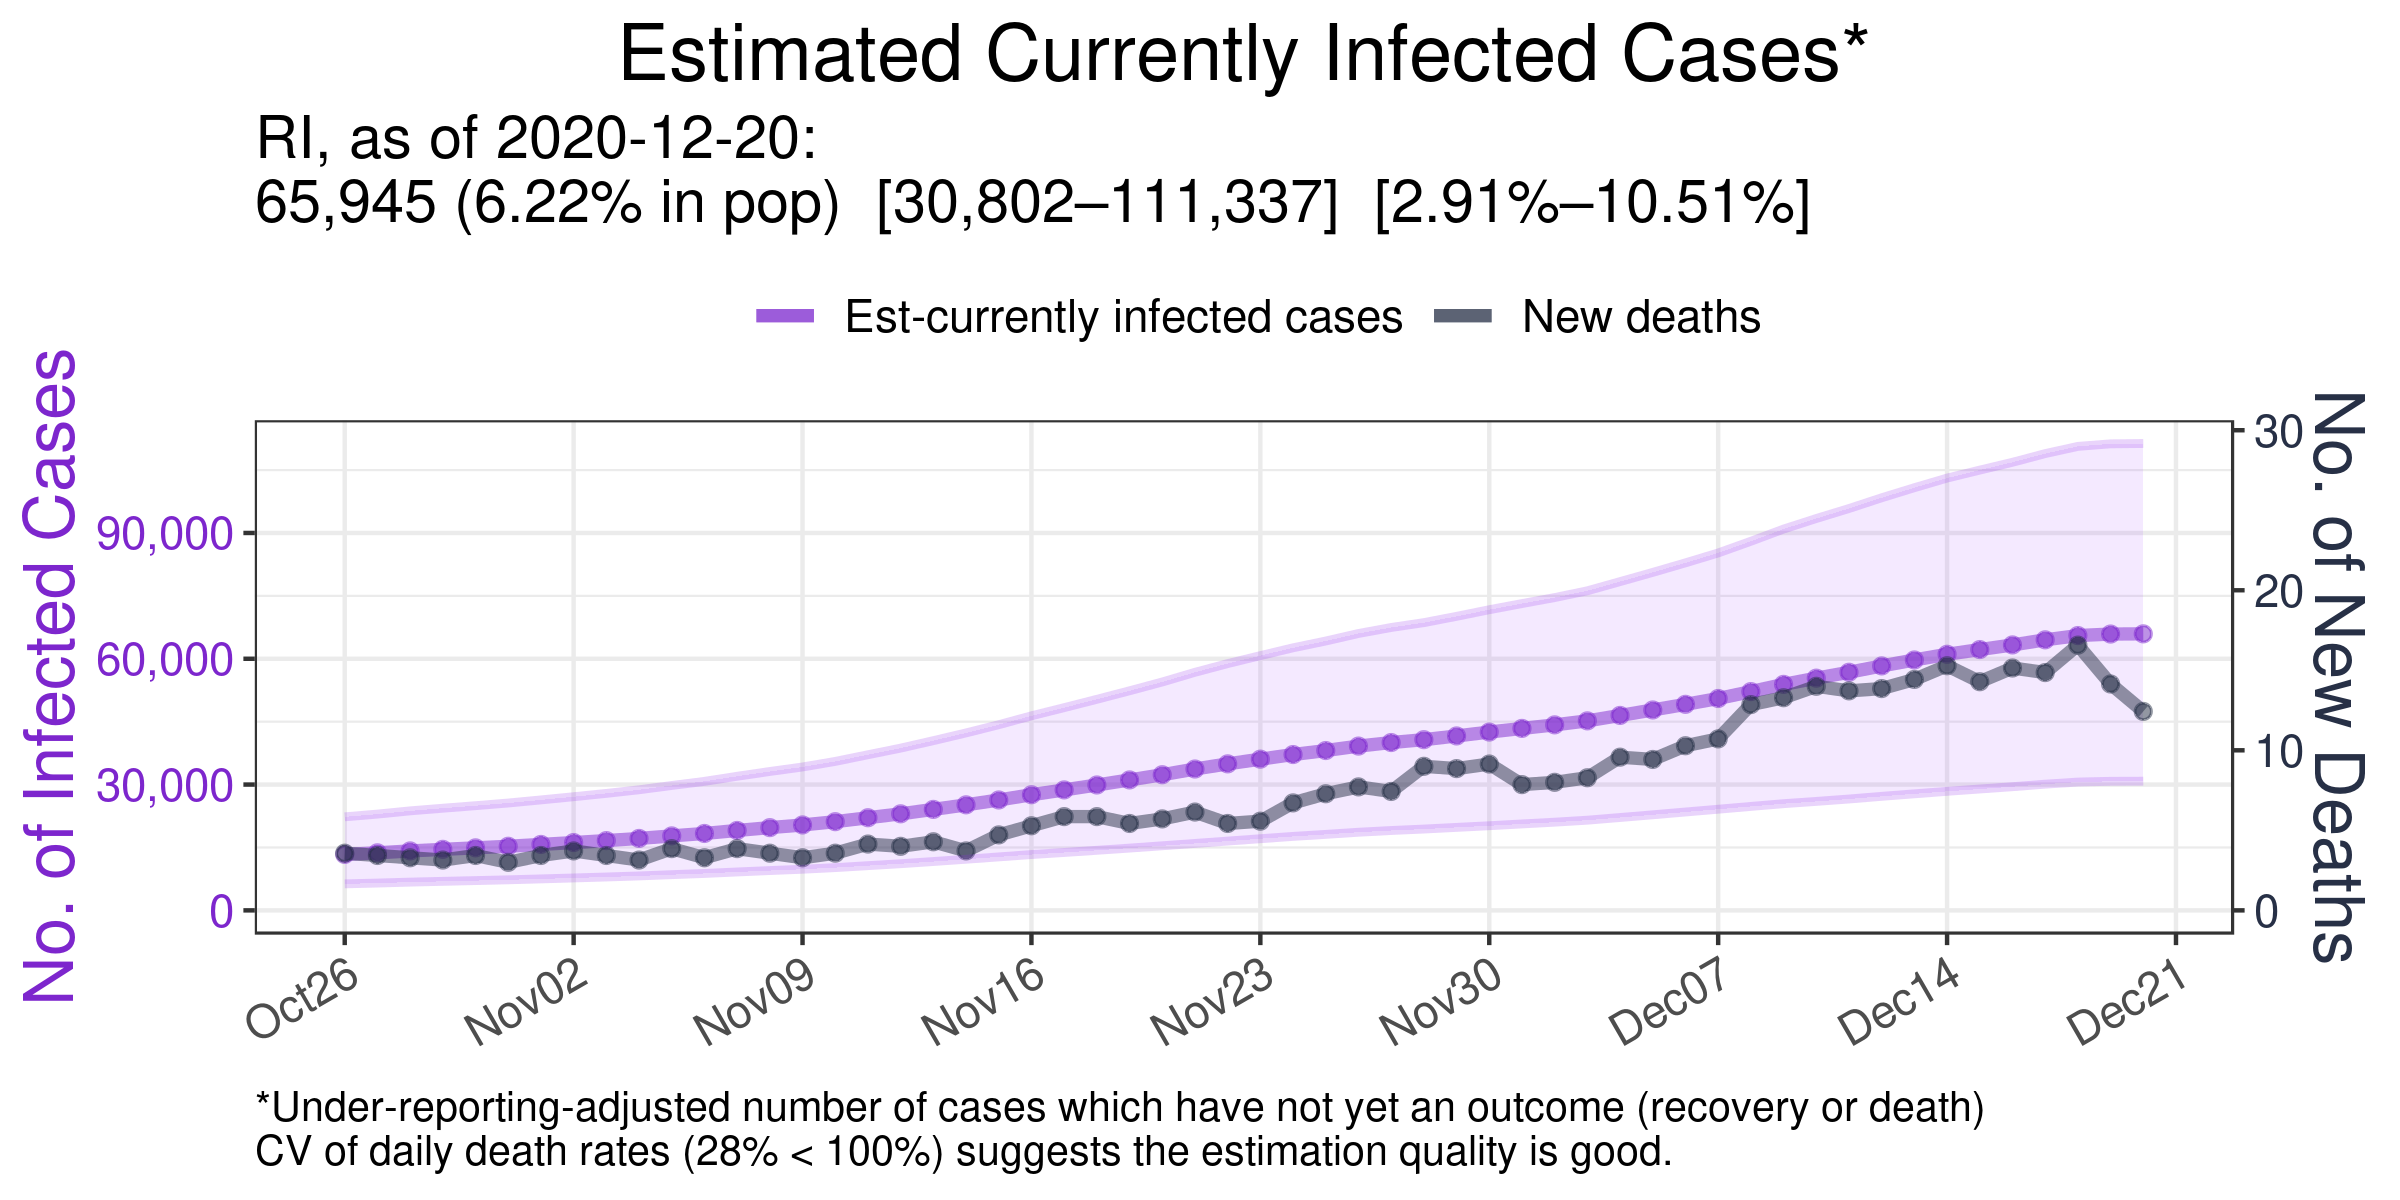 Estimated Currently Infected Cases*
RI, as of 2020-12-20:
65,945 (6.22% in pop)  [30,802–111,337]  [2.91%–10.51%]
Est-currently infected cases
New deaths
No. of Infected Cases
90,000
60,000
30,000
0
30
20
10
0
No. of New Deaths
Oct26
Nov02
Nov09
Nov16
Nov23
Nov30
Dec07
Dec14
Dec21
*Under-reporting-adjusted number of cases which have not yet an outcome (recovery or death)
CV of daily death rates (28% < 100%) suggests the estimation quality is good.